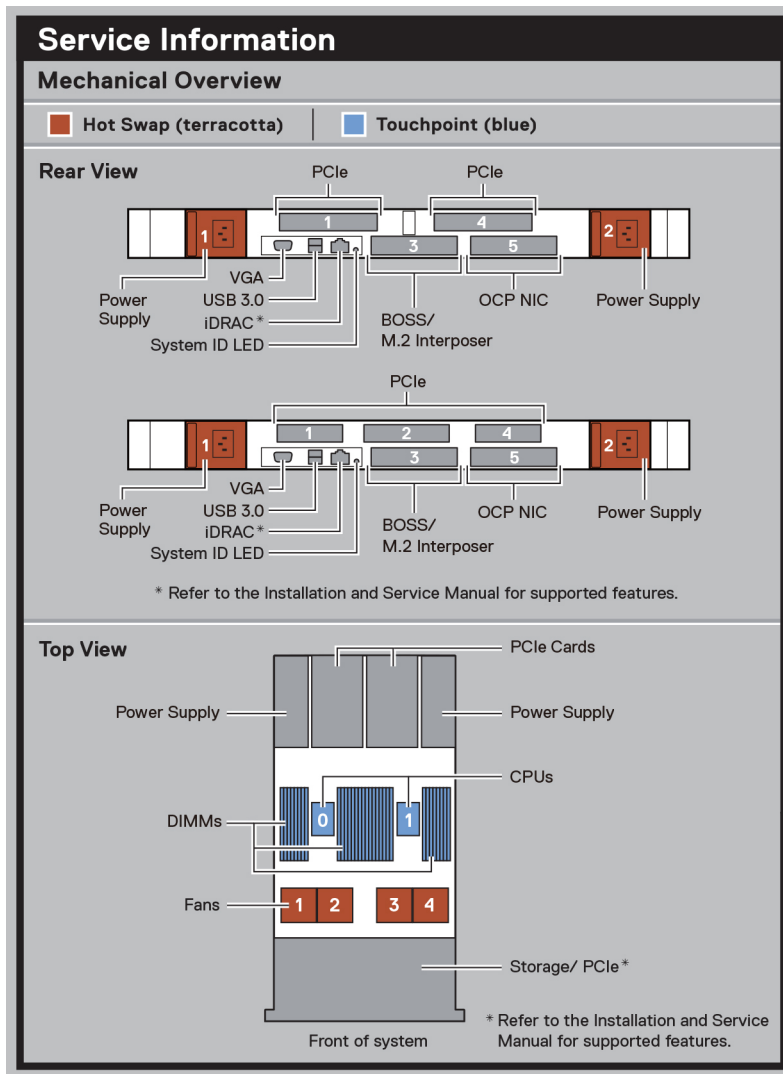 Service Information
Mechanical Overview
Hot Swap (terracotta)
Touchpoint (blue)
Rear View
PCIe
PCIe
1
4
1
2
3
5
VGA
USB 3.0
iDRAC*
System ID LED
Power
Supply
BOSS/
M.2 Interposer
OCP NIC
Power Supply
PCIe
1
2
4
1
2
3
5
VGA
USB 3.0
iDRAC*
System ID LED
Power
Supply
BOSS/
M.2 Interposer
OCP NIC
Power Supply
* Refer to the Installation and Service Manual for supported features.
Top View
PCIe Cards
Power Supply
Power Supply
CPUs
0
1
DIMMs
Fans
1
2
3
4
Storage/ PCIe*
Front of system
* Refer to the Installation and Service
Manual for supported features.